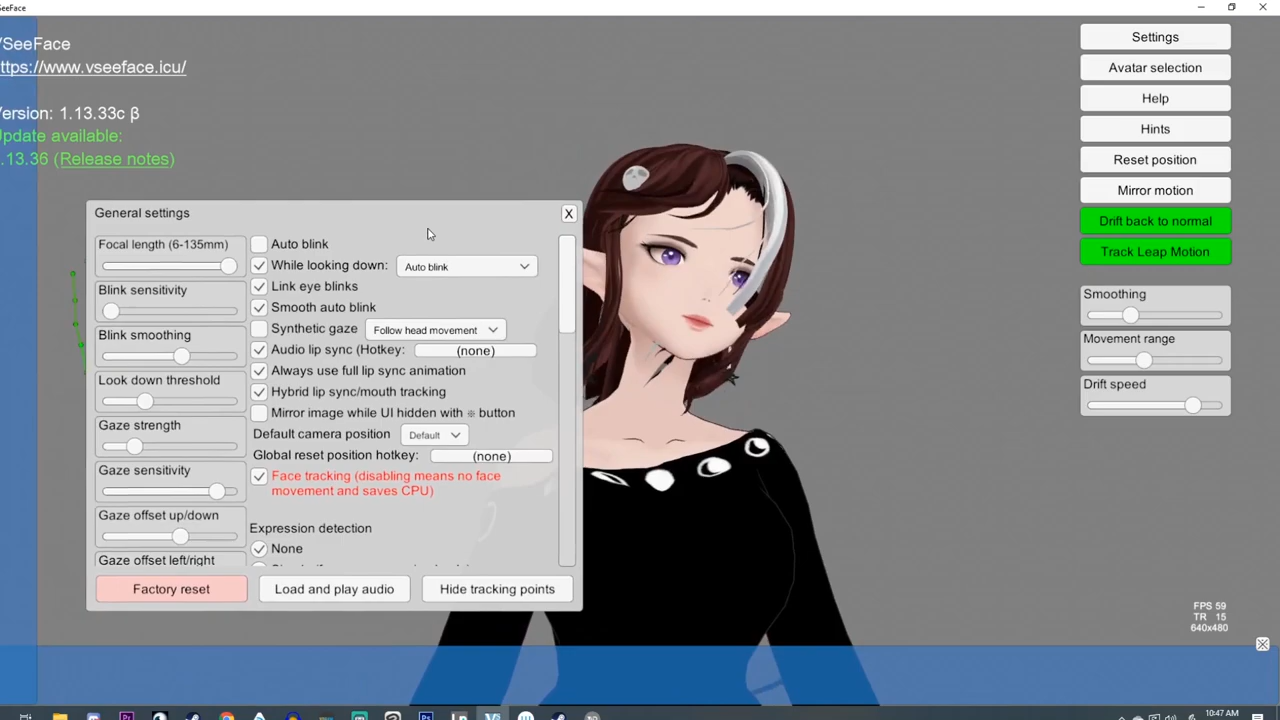 SeeFace
SeeFace
ttps://www.vseeface.icu/
ersion: 1.13.33c β
pdate available:
.13.36 (Release notes)
General settings
X
Focal length (6-135mm)
Blink sensitivity
Blink smoothing
Look down threshold
Gaze strength
Gaze sensitivity
Gaze offset up/down
Gaze offset left/right
Auto blink
While looking down: Auto blink
Link eye blinks
Smooth auto blink
Synthetic gaze Follow head movement
Audio lip sync (Hotkey: (none)
Always use full lip sync animation
Hybrid lip sync/mouth tracking
Mirror image while UI hidden with ※ button
Default camera position Default
Global reset position hotkey: (none)
Face tracking (disabling means no face
movement and saves CPU)
Expression detection
None
Factory reset
Load and play audio
Hide tracking points
Settings
Avatar selection
Help
Hints
Reset position
Mirror motion
Drift back to normal
Track Leap Motion
Smoothing
Movement range
Drift speed
FPS 59
TR 15
640x480
10:47 AM